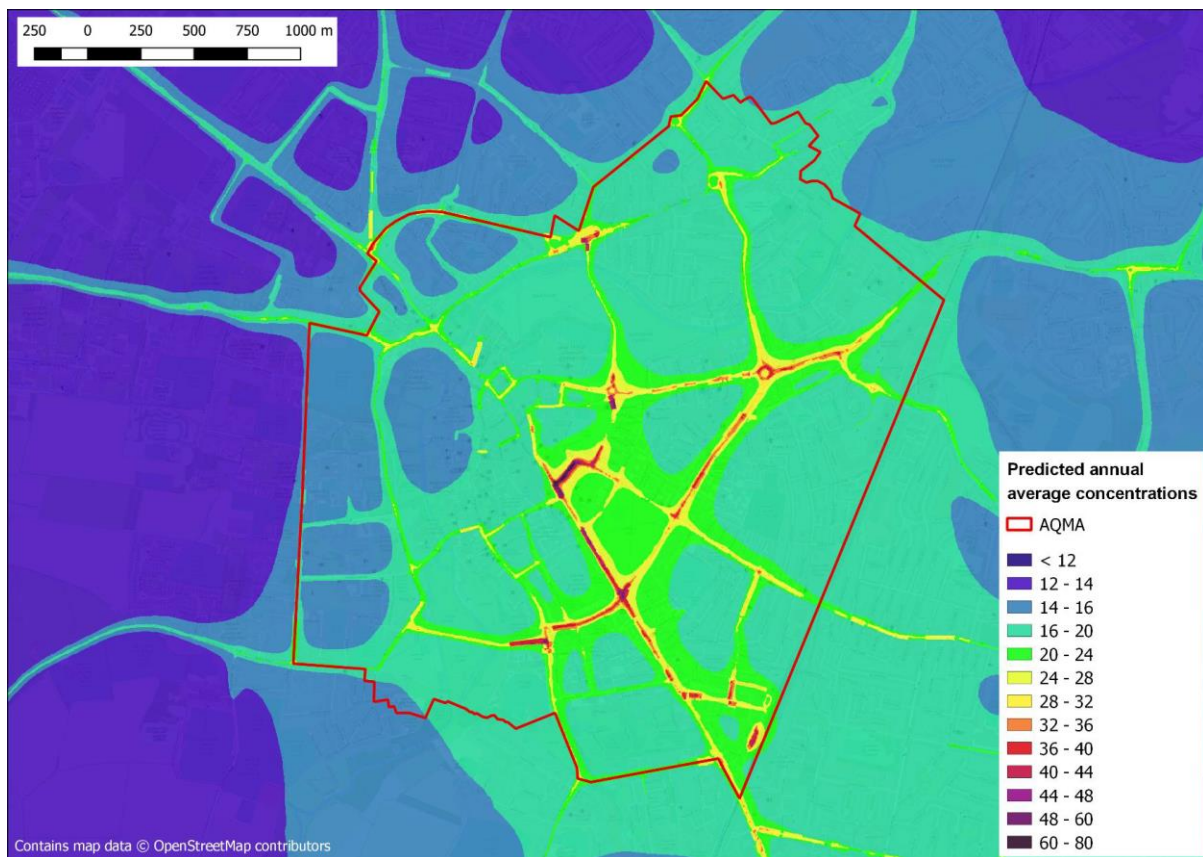 250 0 250 500 750 1000 m
Predicted annual
average concentrations
AQMA
< 12
12 - 14
14 - 16
16 - 20
20 - 24
24 - 28
28 - 32
32 - 36
36 - 40
40 - 44
44 - 48
48 - 60
60 - 80
Contains map data © OpenStreetMap contributors